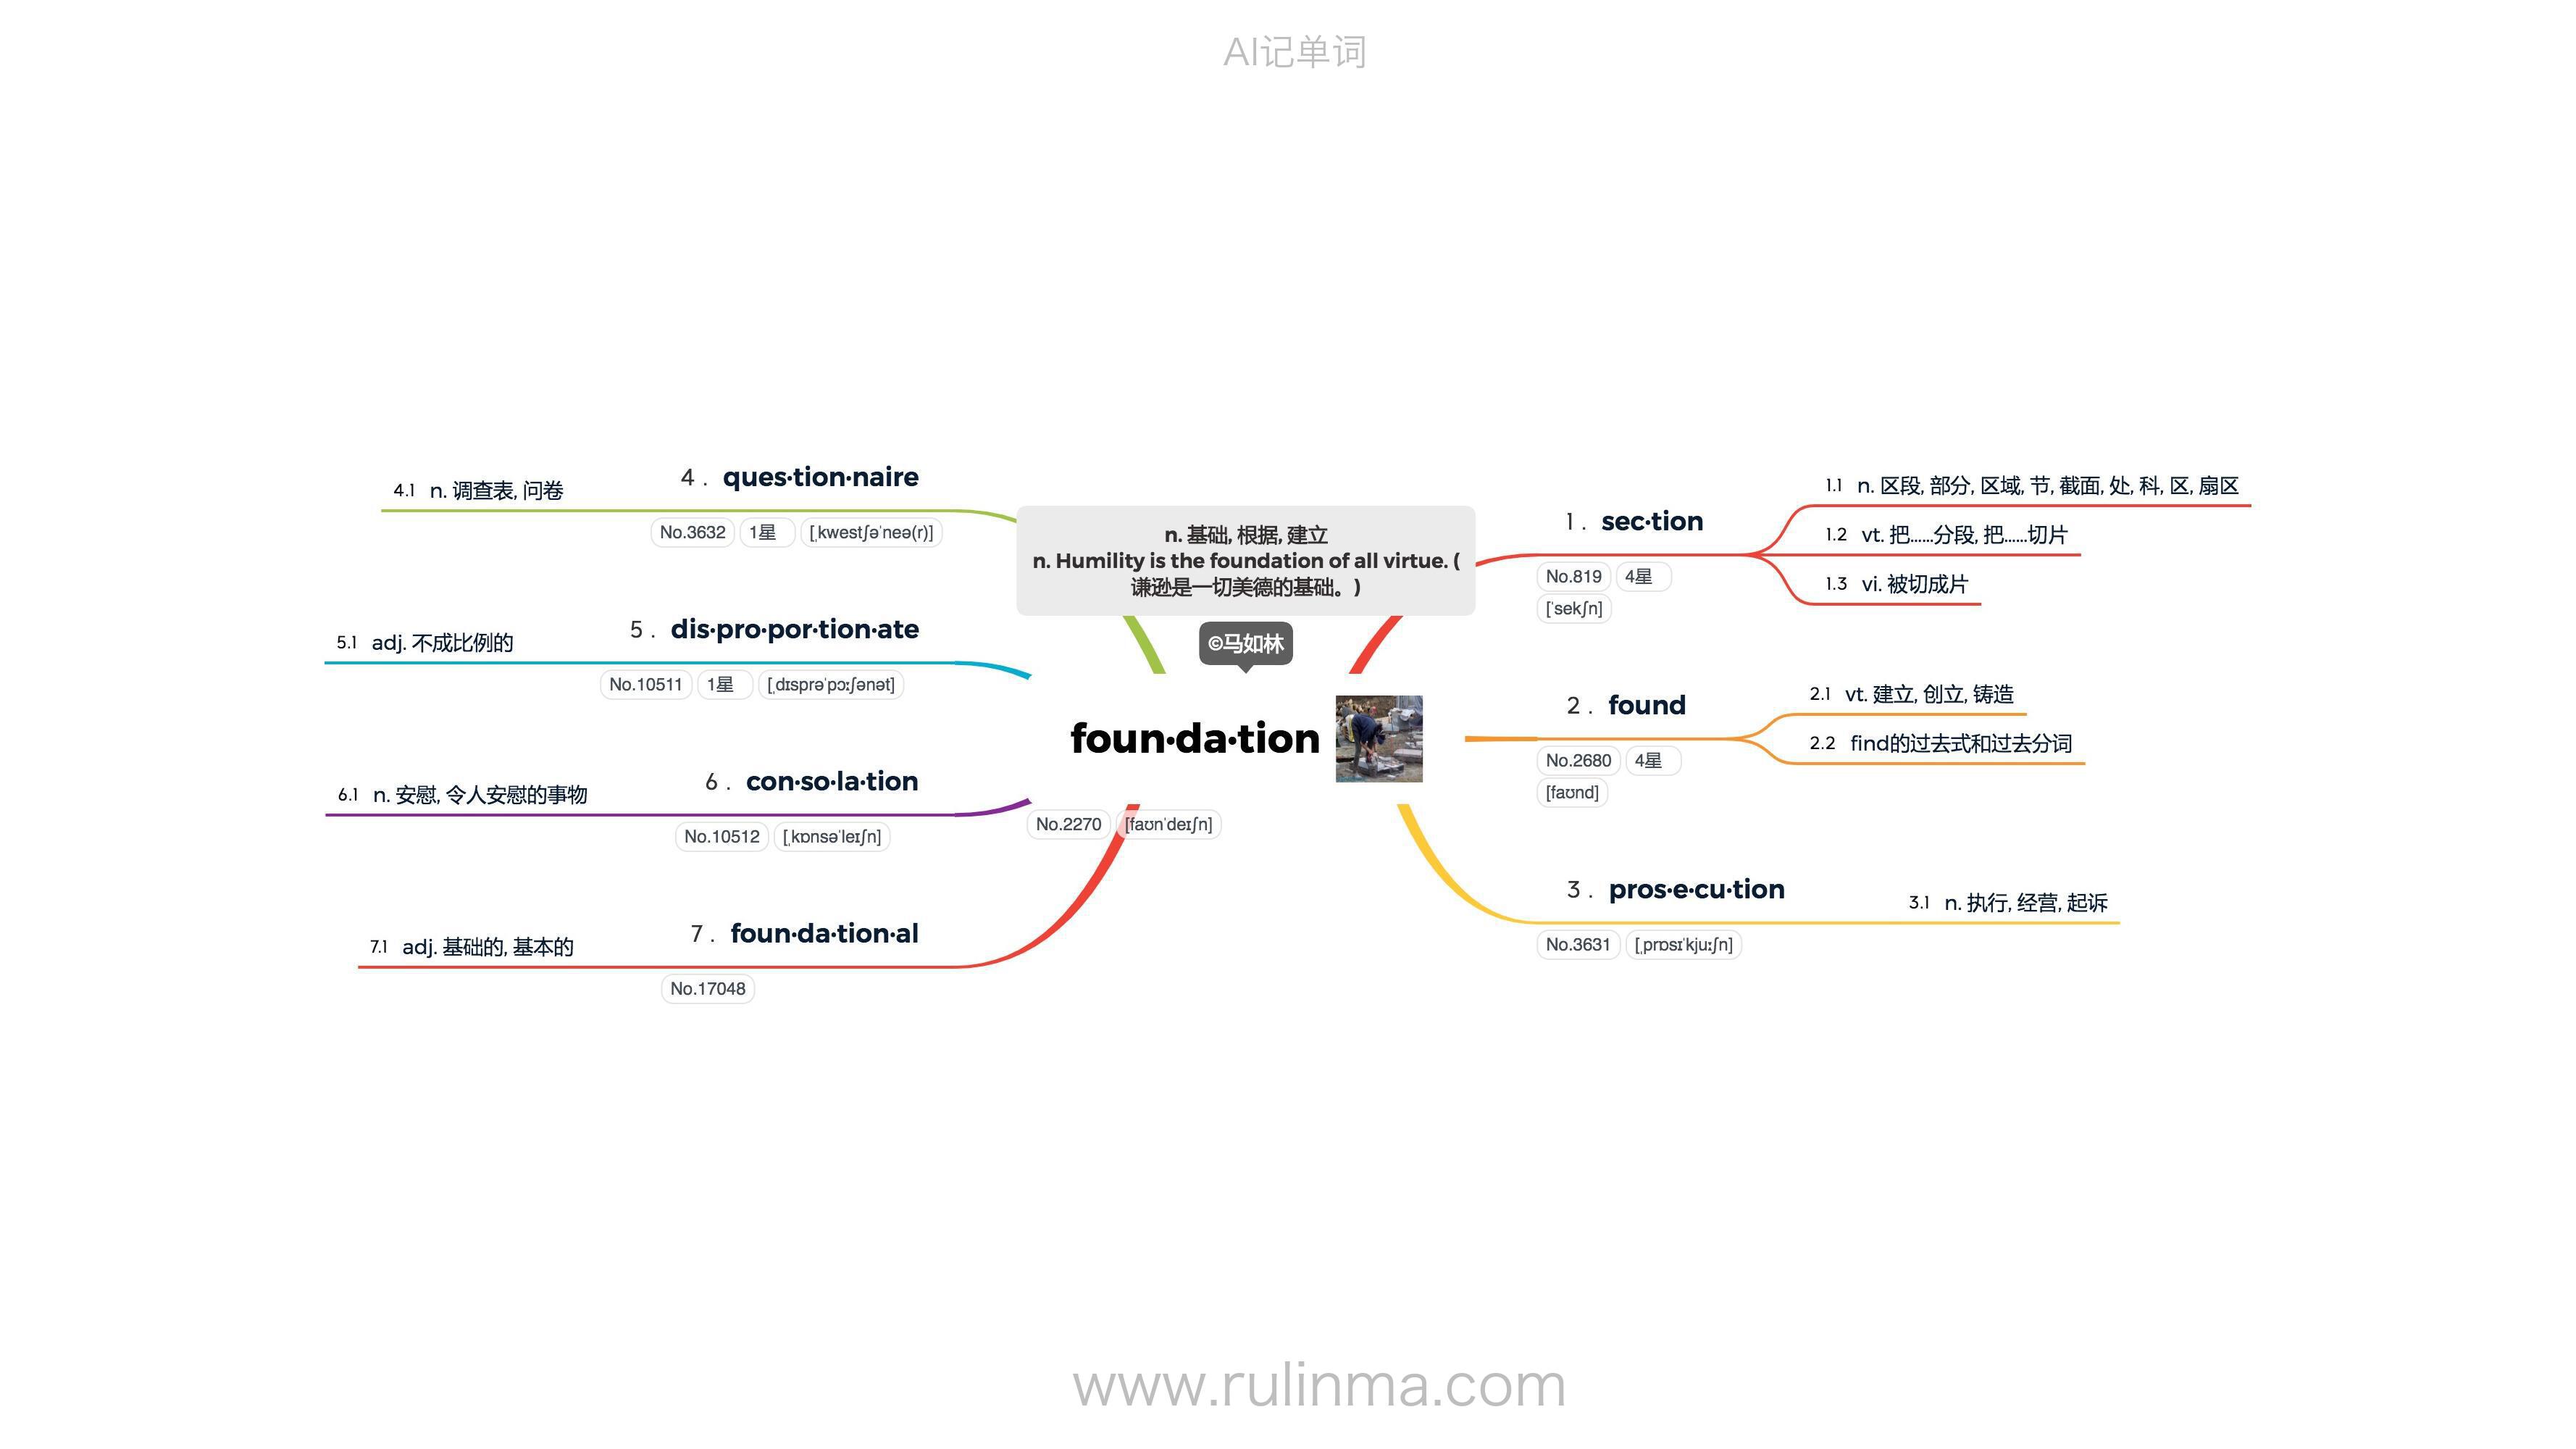 AI记单词
n. 基础, 根据, 建立
n. Humility is the foundation of all virtue. (
谦逊是一切美德的基础。)
©马如林
foun·da·tion
No.2270 [faʊnˈdeɪʃn]
1 . sec·tion
No.819 4星
[ˈsekʃn]
1.1 n. 区段, 部分, 区域, 节, 截面, 处, 科, 区, 扇区
1.2 vt. 把……分段, 把……切片
1.3 vi. 被切成片
2 . found
No.2680 4星
[faʊnd]
2.1 vt. 建立, 创立, 铸造
2.2 find的过去式和过去分词
3 . pros·e·cu·tion
No.3631 [ˌprɒsɪˈkjuːʃn]
3.1 n. 执行, 经营, 起诉
4 . ques·tion·naire
No.3632 1星 [ˌkwestʃəˈneə(r)]
4.1 n. 调查表, 问卷
5 . dis·pro·por·tion·ate
No.10511 1星 [ˌdɪsprəˈpɔːʃənət]
5.1 adj. 不成比例的
6 . con·so·la·tion
No.10512 [ˌkɒnsəˈleɪʃn]
6.1 n. 安慰, 令人安慰的事物
7 . foun·da·tion·al
No.17048
7.1 adj. 基础的, 基本的
www.rulinma.com